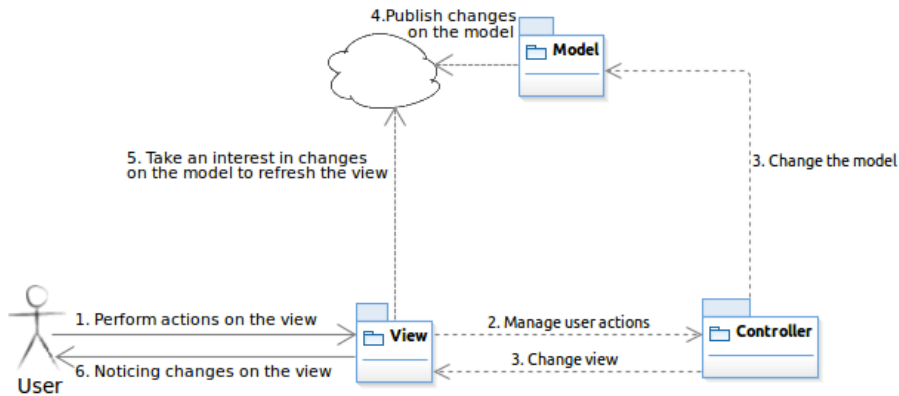 4.Publish changes
on the model
Model
5. Take an interest in changes
on the model to refresh the view
3. Change the model
1. Perform actions on the view
View
2. Manage user actions
Controller
3. Change view
6. Noticing changes on the view
User